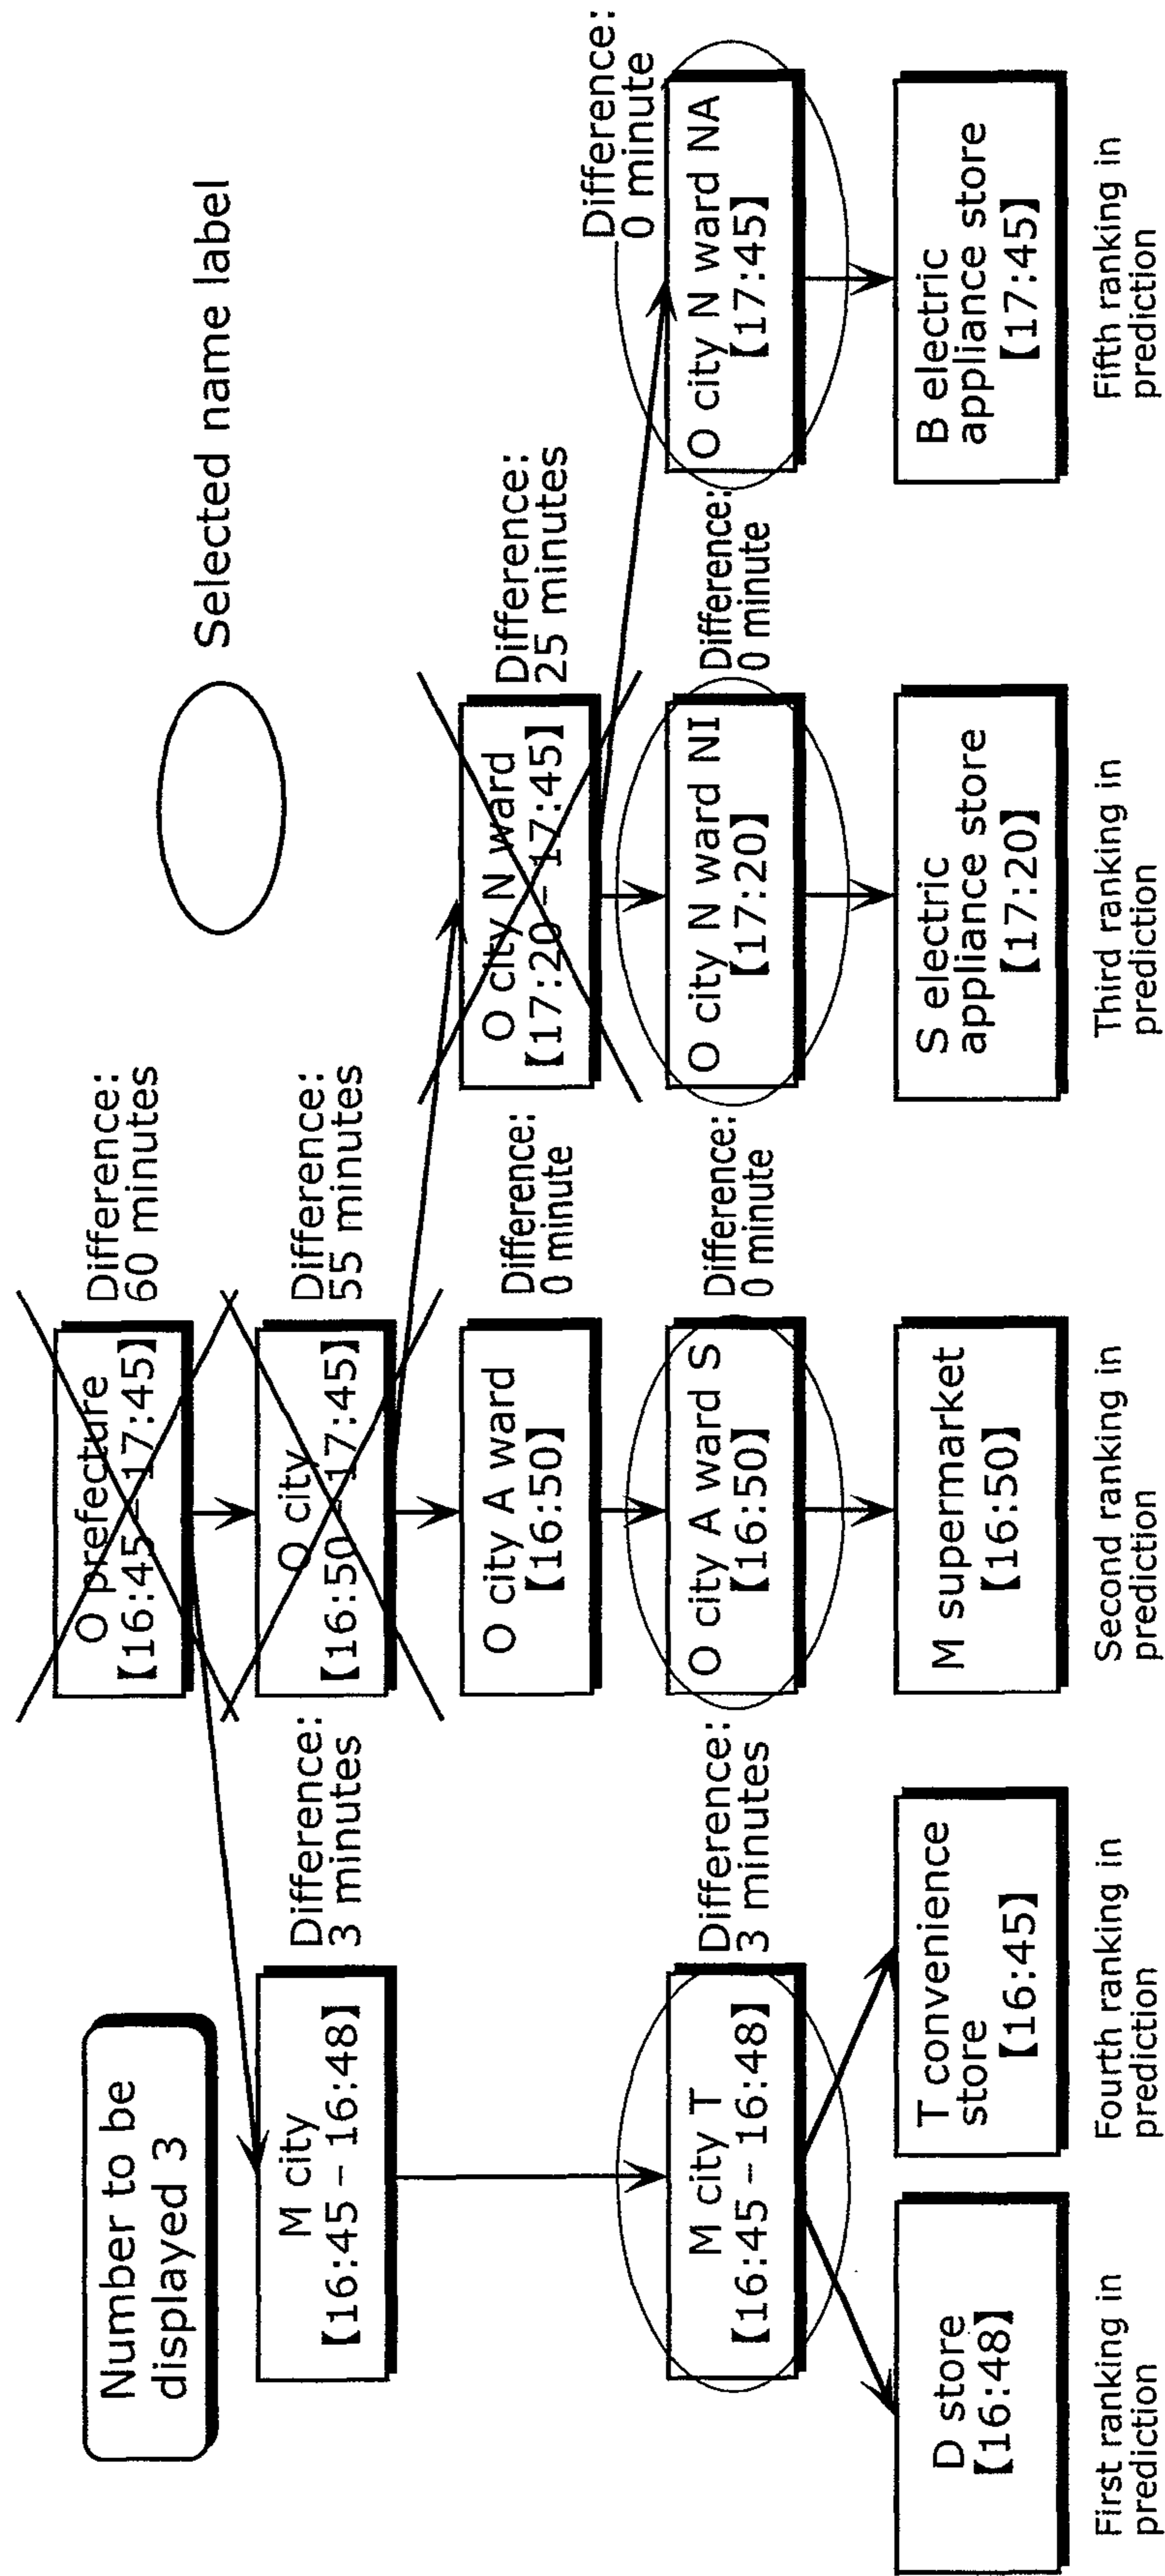 Number to be
displayed 3
Selected name label
O prefecture
【16:45–17:45】
Difference:
60 minutes
M city
【16:45 – 16:48】
Difference:
3 minutes
O city
【16:50–17:45】
Difference:
55 minutes
O city A ward
【16:50】
Difference:
0 minute
O city N ward
【17:20 – 17:45】
Difference:
25 minutes
M city T
【16:45 – 16:48】
Difference:
3 minutes
O city A ward S
【16:50】
Difference:
0 minute
O city N ward NI
【17:20】
Difference:
0 minute
O city N ward NA
【17:45】
Difference:
0 minute
D store
【16:48】
T convenience
store
【16:45】
M supermarket
【16:50】
S electric
appliance store
【17:20】
B electric
appliance store
【17:45】
First ranking in
prediction
Fourth ranking in
prediction
Second ranking in
prediction
Third ranking in
prediction
Fifth ranking in
prediction